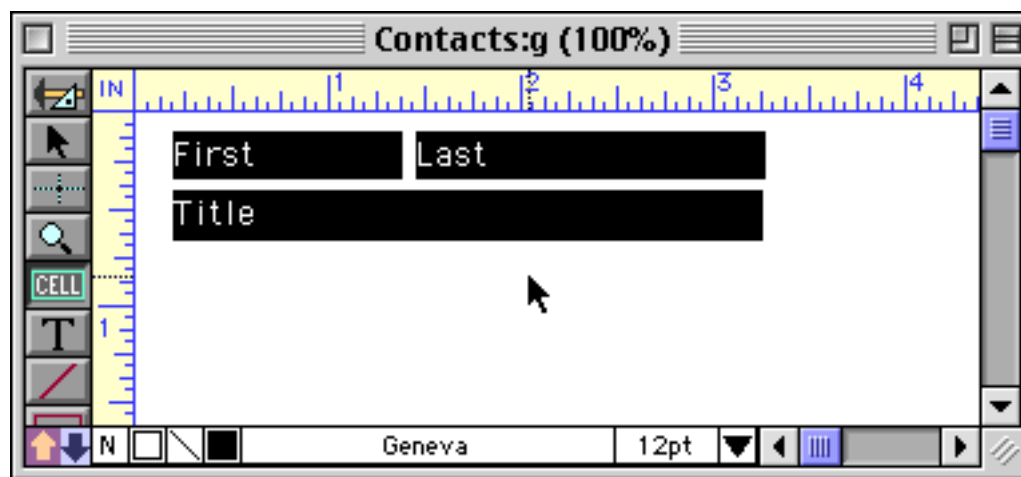 Contacts:g (100%)
IN 1 2 3 4
First Last
Title
CELL
T
1
N Geneva 12pt